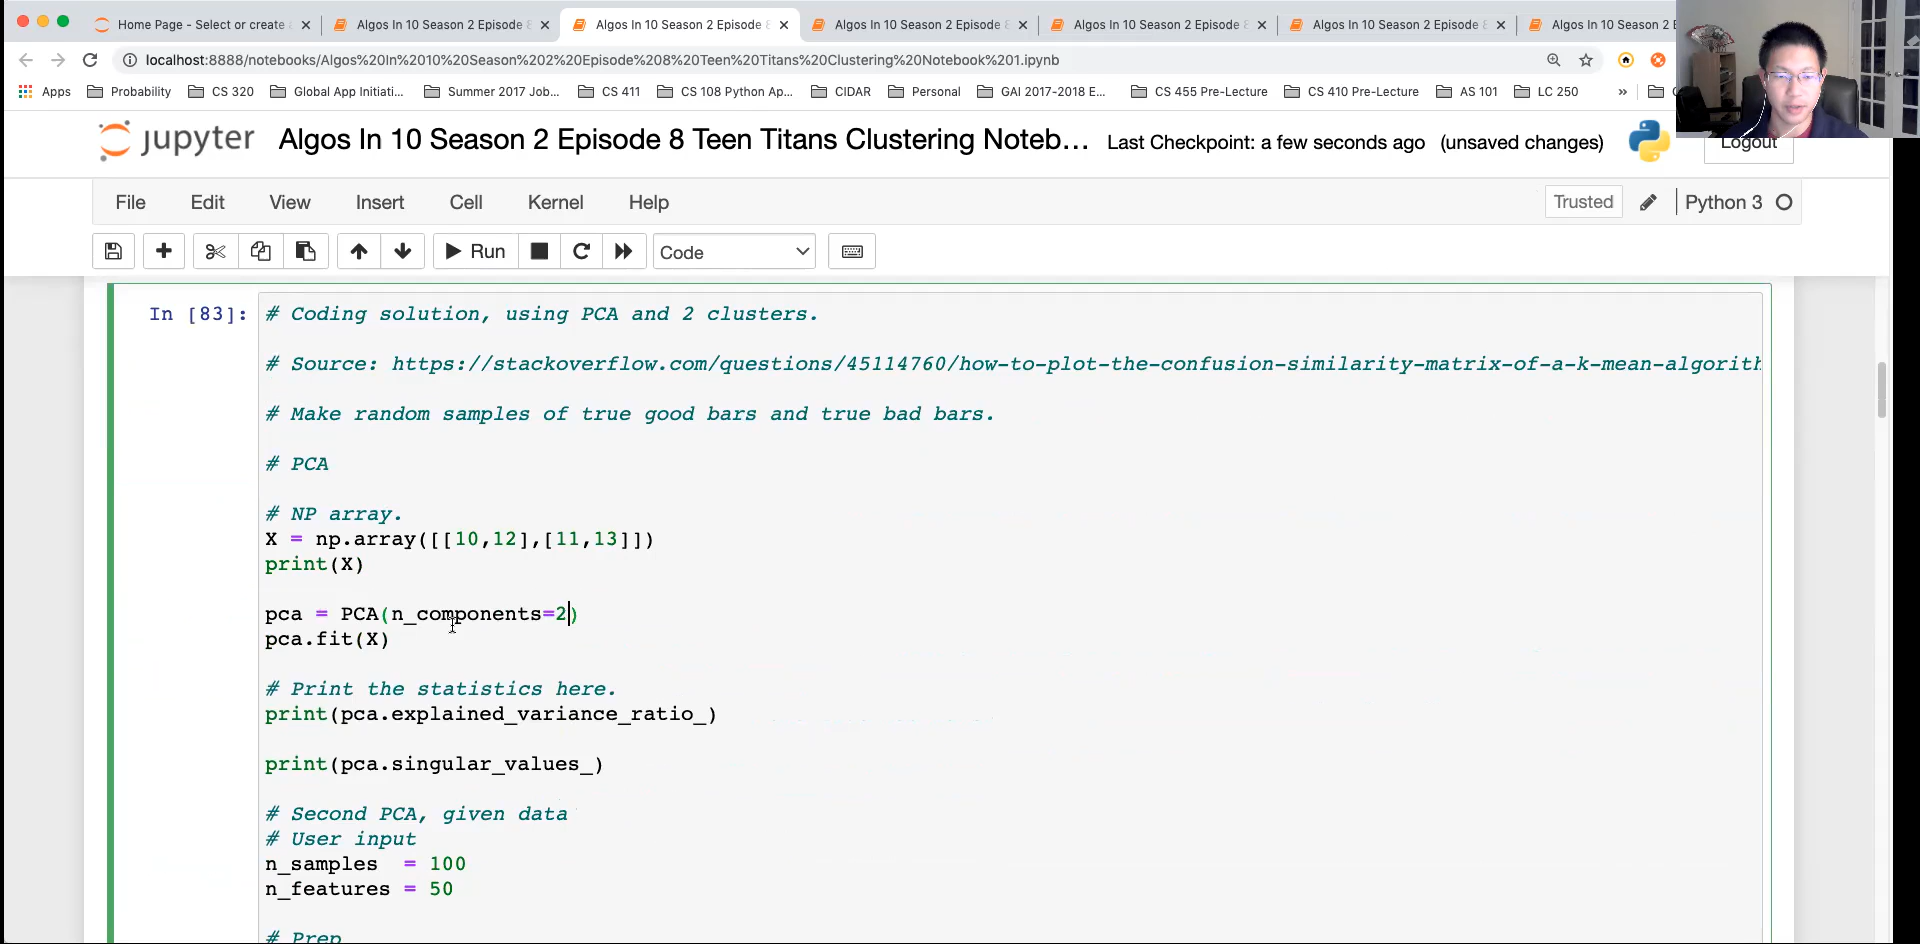 Home Page - Select or create
Algos In 10 Season 2 Episode
Algos In 10 Season 2 Episode
Algos In 10 Season 2 Episode
Algos In 10 Season 2 Episode
Algos In 10 Season 2 Episode
Algos In 10 Season 2 E
localhost:8888/notebooks/Algos%20In%2010%20Season%202%20Episode%208%20Teen%20Titans%20Clustering%20Notebook%201.ipynb
Apps Probability CS 320 Global App Initiati... Summer 2017 Job... CS 411 CS 108 Python Ap... CIDAR Personal GAI 2017-2018 E... CS 455 Pre-Lecture CS 410 Pre-Lecture AS 101 LC 250 »
jupyter Algos In 10 Season 2 Episode 8 Teen Titans Clustering Noteb... Last Checkpoint: a few seconds ago (unsaved changes) Logout
File Edit View Insert Cell Kernel Help Trusted Python 3
Run Code
In [83]: # Coding solution, using PCA and 2 clusters.
# Source: https://stackoverflow.com/questions/45114760/how-to-plot-the-confusion-similarity-matrix-of-a-k-mean-algorith
# Make random samples of true good bars and true bad bars.
# PCA
# NP array.
X = np.array([[10,12],[11,13]])
print(X)
pca = PCA(n_components=2)
pca.fit(X)
# Print the statistics here.
print(pca.explained_variance_ratio_)
print(pca.singular_values_)
# Second PCA, given data
# User input
n_samples  = 100
n_features = 50
# Prep